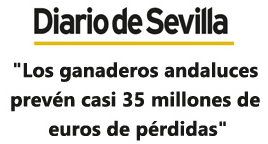 Diario de Sevilla
"Los ganaderos andaluces
prevén casi 35 millones de
euros de pérdidas"